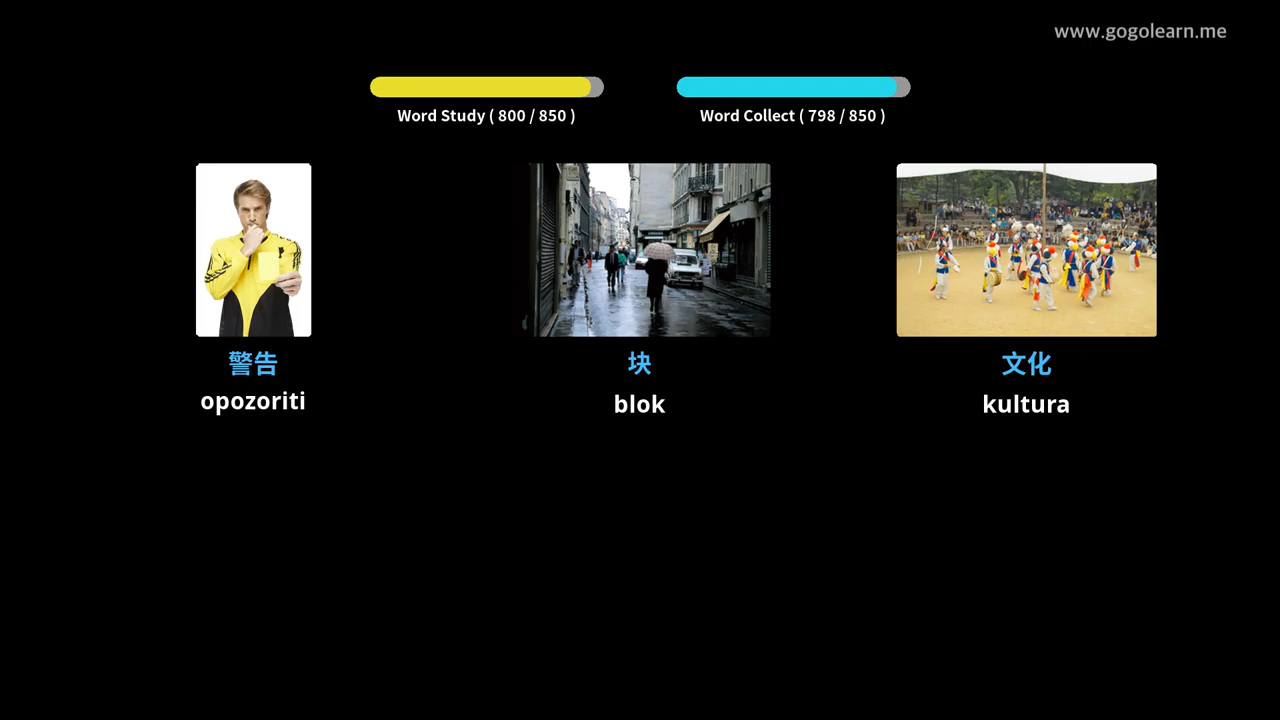 www.gogolearn.me
Word Study ( 800 / 850 )
Word Collect ( 798 / 850 )
警告
块
文化
opozoriti
blok
kultura